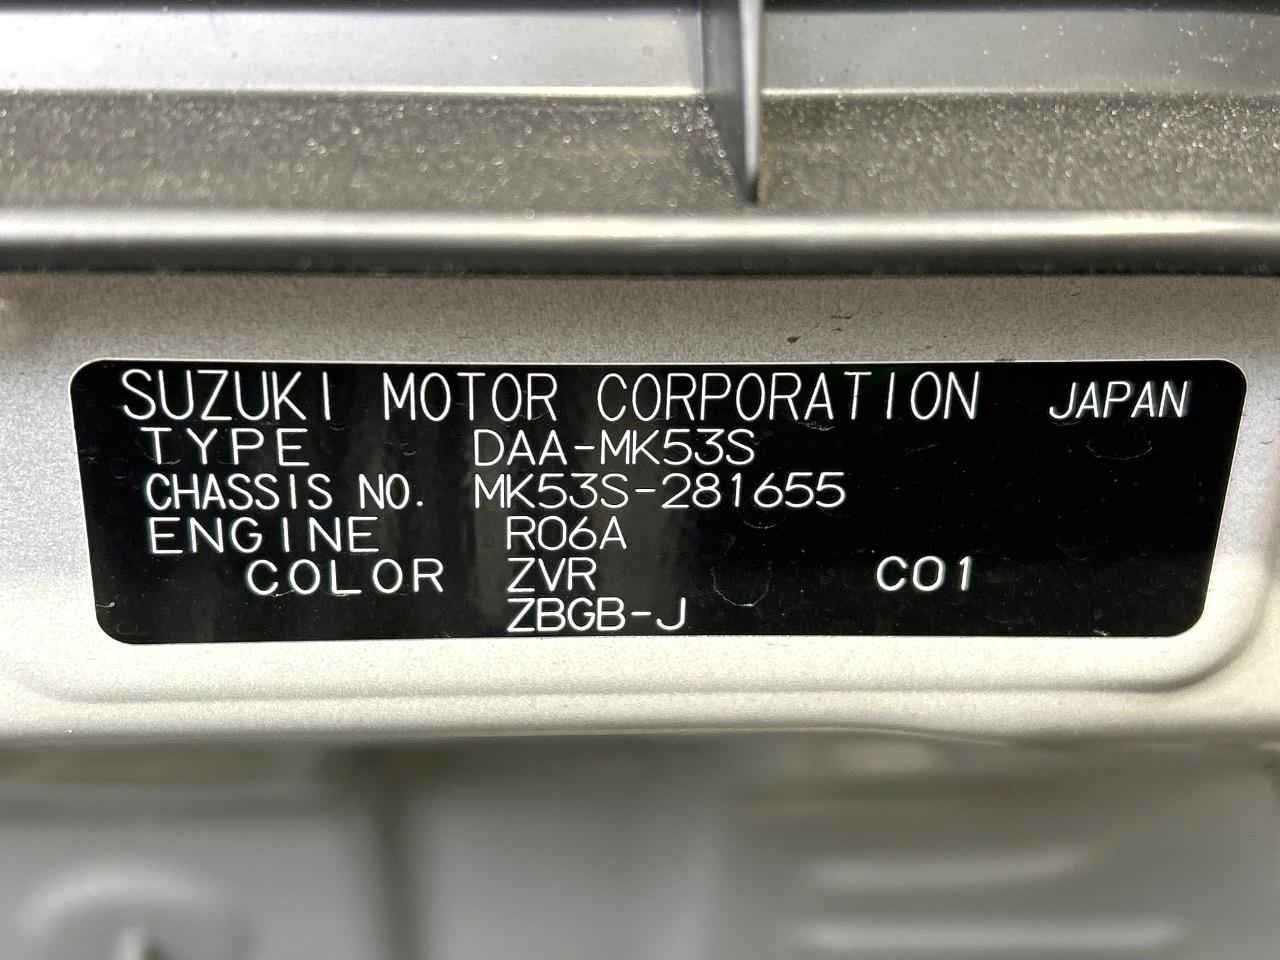 SUZUKI MOTOR CORPORATION JAPAN
TYPE DAA-MK53S
CHASSIS NO. MK53S-281655
ENGINE R06A
COLOR ZVR C01
ZBGB-J